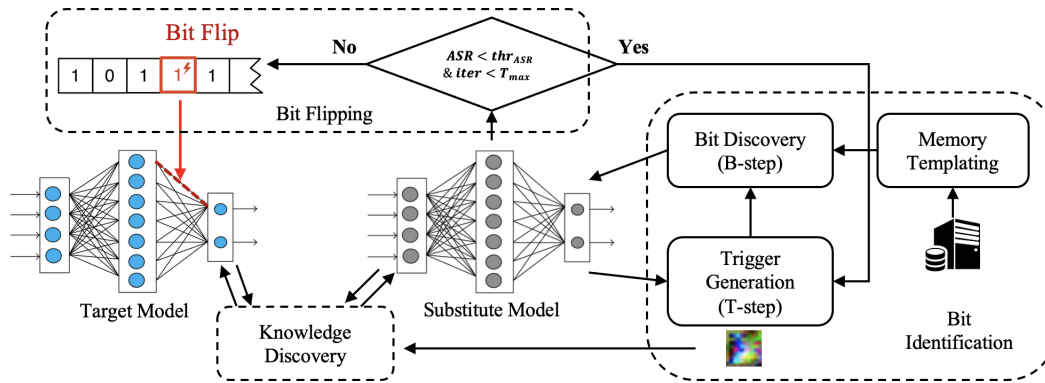 Bit Flip
1 0 1 1 1
Bit Flipping
No
ASR < thr_ASR
& iter < T_max
Yes
Bit Discovery
(B-step)
Memory
Templating
Trigger
Generation
(T-step)
Bit
Identification
Target Model
Substitute Model
Knowledge
Discovery